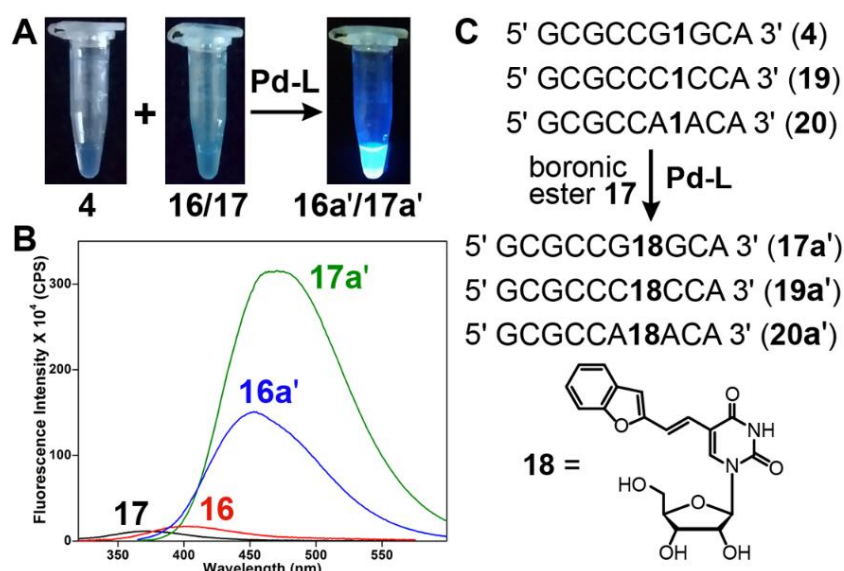 A
4
+
16/17
Pd-L
16a'/17a'
B
Fluorescence Intensity X 10⁴ (CPS)
300
200
100
0
17a'
16a'
17
16
350
400
450
500
550
Wavelength (nm)
C
5' GCGCCG1GCA 3' (4)
5' GCGCCC1CCA 3' (19)
5' GCGCCA1ACA 3' (20)
boronic
ester 17
Pd-L
5' GCGCCG18GCA 3' (17a')
5' GCGCCC18CCA 3' (19a')
5' GCGCCA18ACA 3' (20a')
18 =
O
O
NH
N
O
HO
O
OH
OH